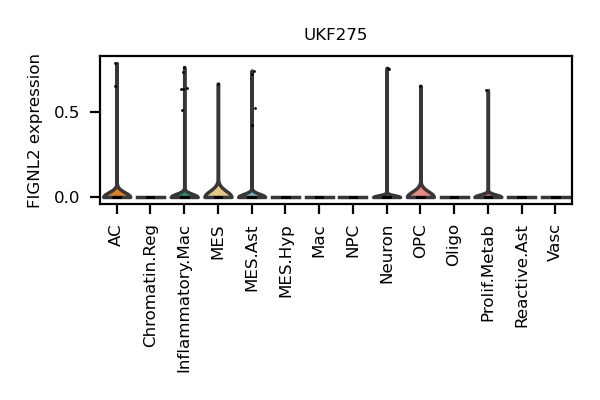 UKF275
FIGNL2 expression
0.5
0.0
AC
Chromatin.Reg
Inflammatory.Mac
MES
MES.Ast
MES.Hyp
Mac
NPC
Neuron
OPC
Oligo
Prolif.Metab
Reactive.Ast
Vasc